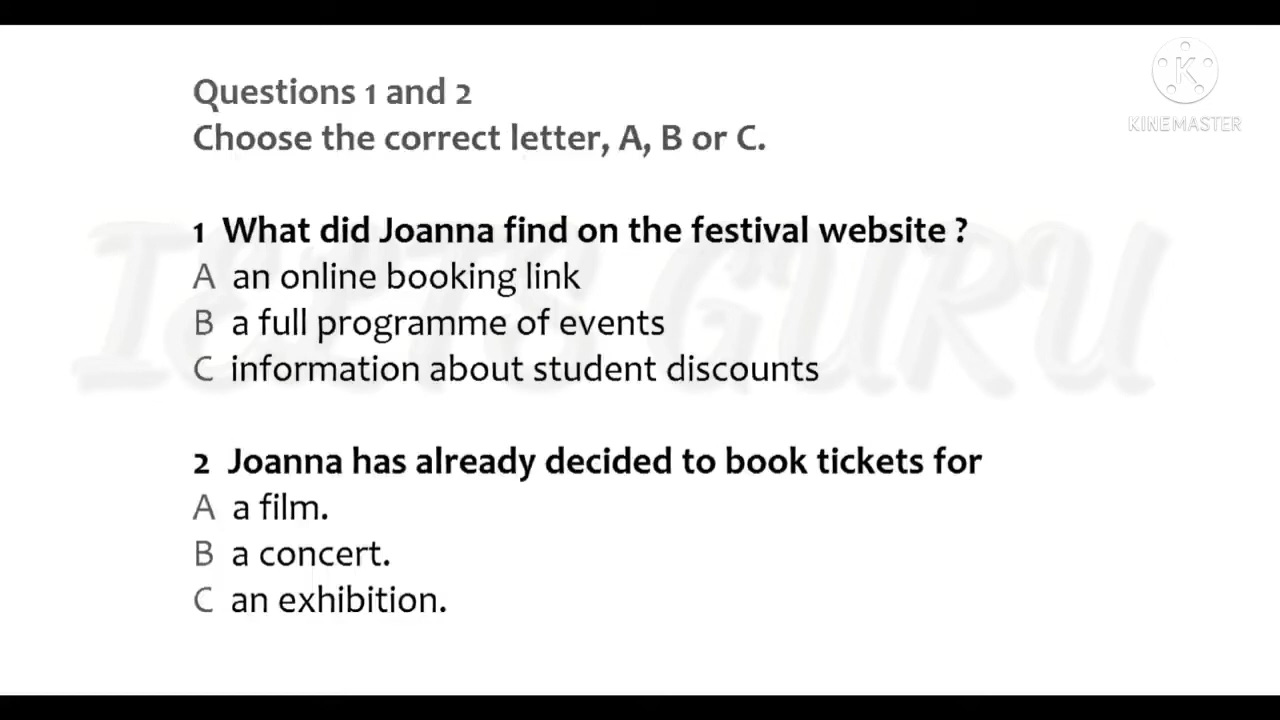 KINEMASTER
Questions 1 and 2
Choose the correct letter, A, B or C.
IELTS GURU
1 What did Joanna find on the festival website ?
A an online booking link
B a full programme of events
C information about student discounts
2 Joanna has already decided to book tickets for
A a film.
B a concert.
C an exhibition.